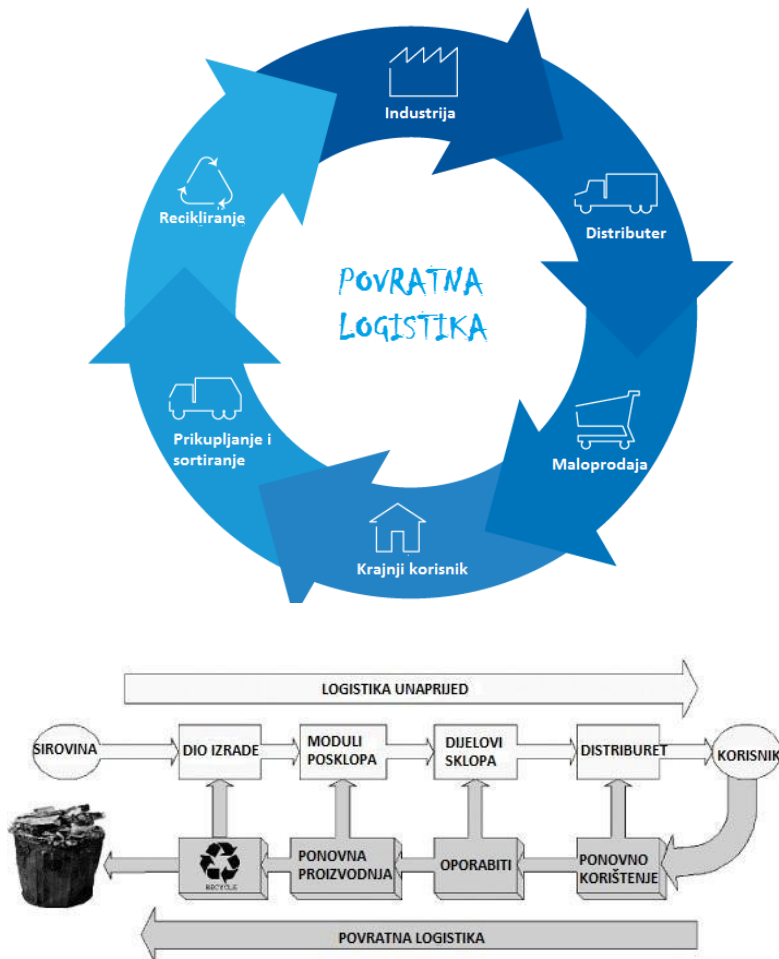 Industrija
Distributer
Maloprodaja
Krajnji korisnik
Prikupljanje i
sortiranje
Recikliranje
POVRATNA
LOGISTIKA
LOGISTIKA UNAPRIJED
SIROVINA
DIO IZRADE
MODULI
POSKLOPA
DIJELOVI
SKLOPA
DISTRIBURET
KORISNIK
RECYCLE
PONOVNA
PROIZVODNJA
OPORABITI
PONOVNO
KORIŠTENJE
POVRATNA LOGISTIKA